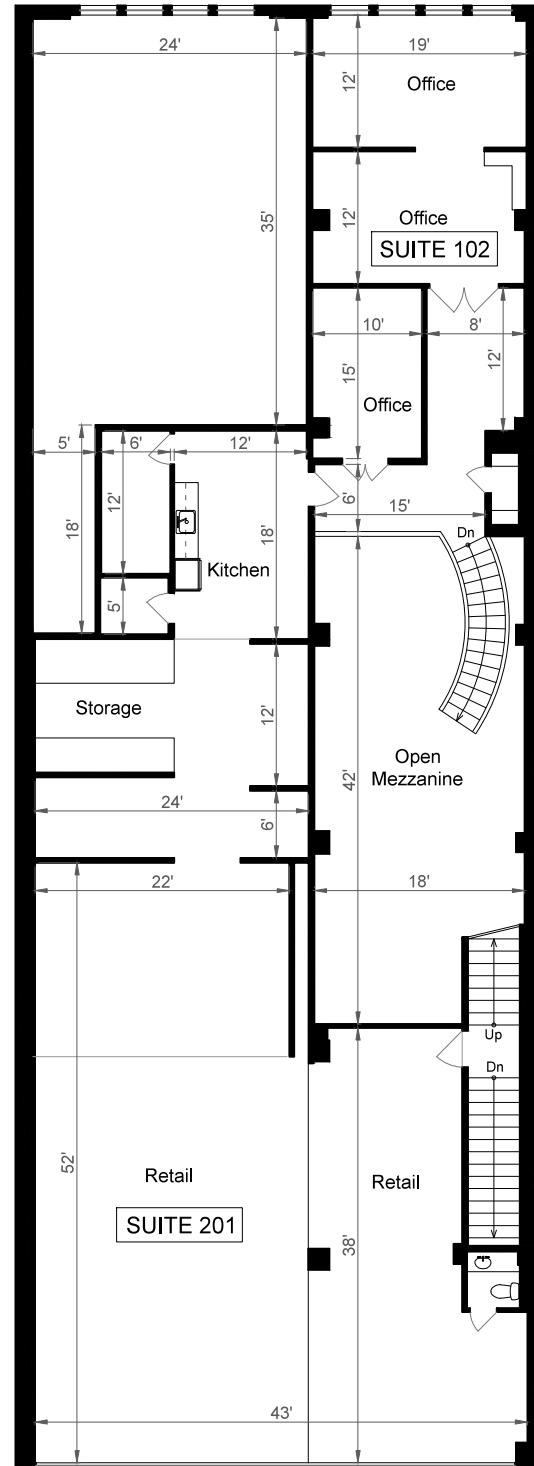 24'
19'
12'
Office
35'
12'
Office
SUITE 102
10'
8'
15'
12'
Office
5'
6'
12'
18'
12'
18'
6'
15'
Dn
5'
Kitchen
Storage
12'
Open
Mezzanine
42'
24'
6'
22'
18'
Up
Dn
52'
Retail
Retail
SUITE 201
38'
43'